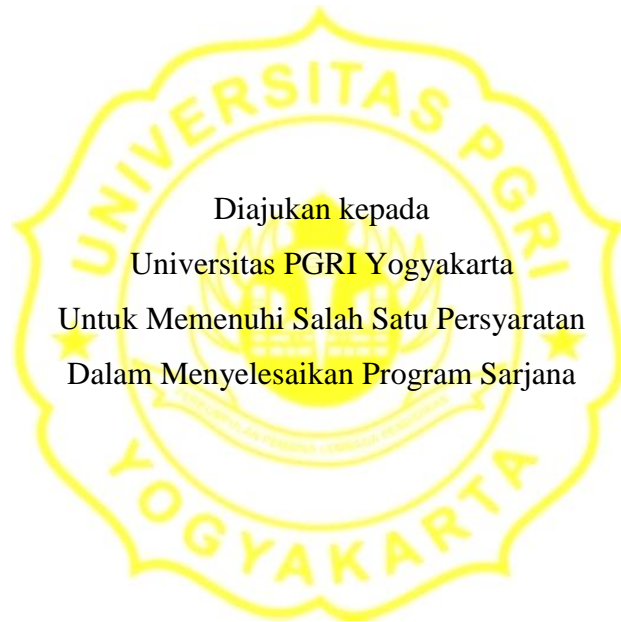 UNIVERSITAS PGRI
Diajukan kepada
Universitas PGRI Yogyakarta
Untuk Memenuhi Salah Satu Persyaratan
Dalam Menyelesaikan Program Sarjana
YOGYAKARTA